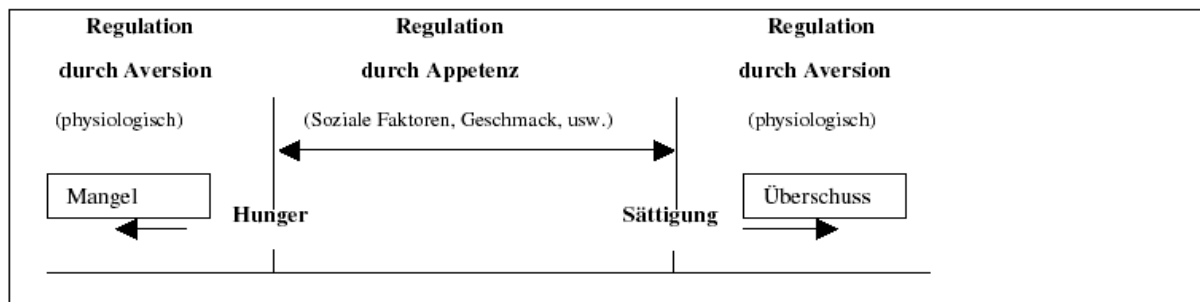 Regulation
durch Aversion
(physiologisch)
Mangel
Hunger
Regulation
durch Appetenz
(Soziale Faktoren, Geschmack, usw.)
Sättigung
Regulation
durch Aversion
(physiologisch)
Überschuss